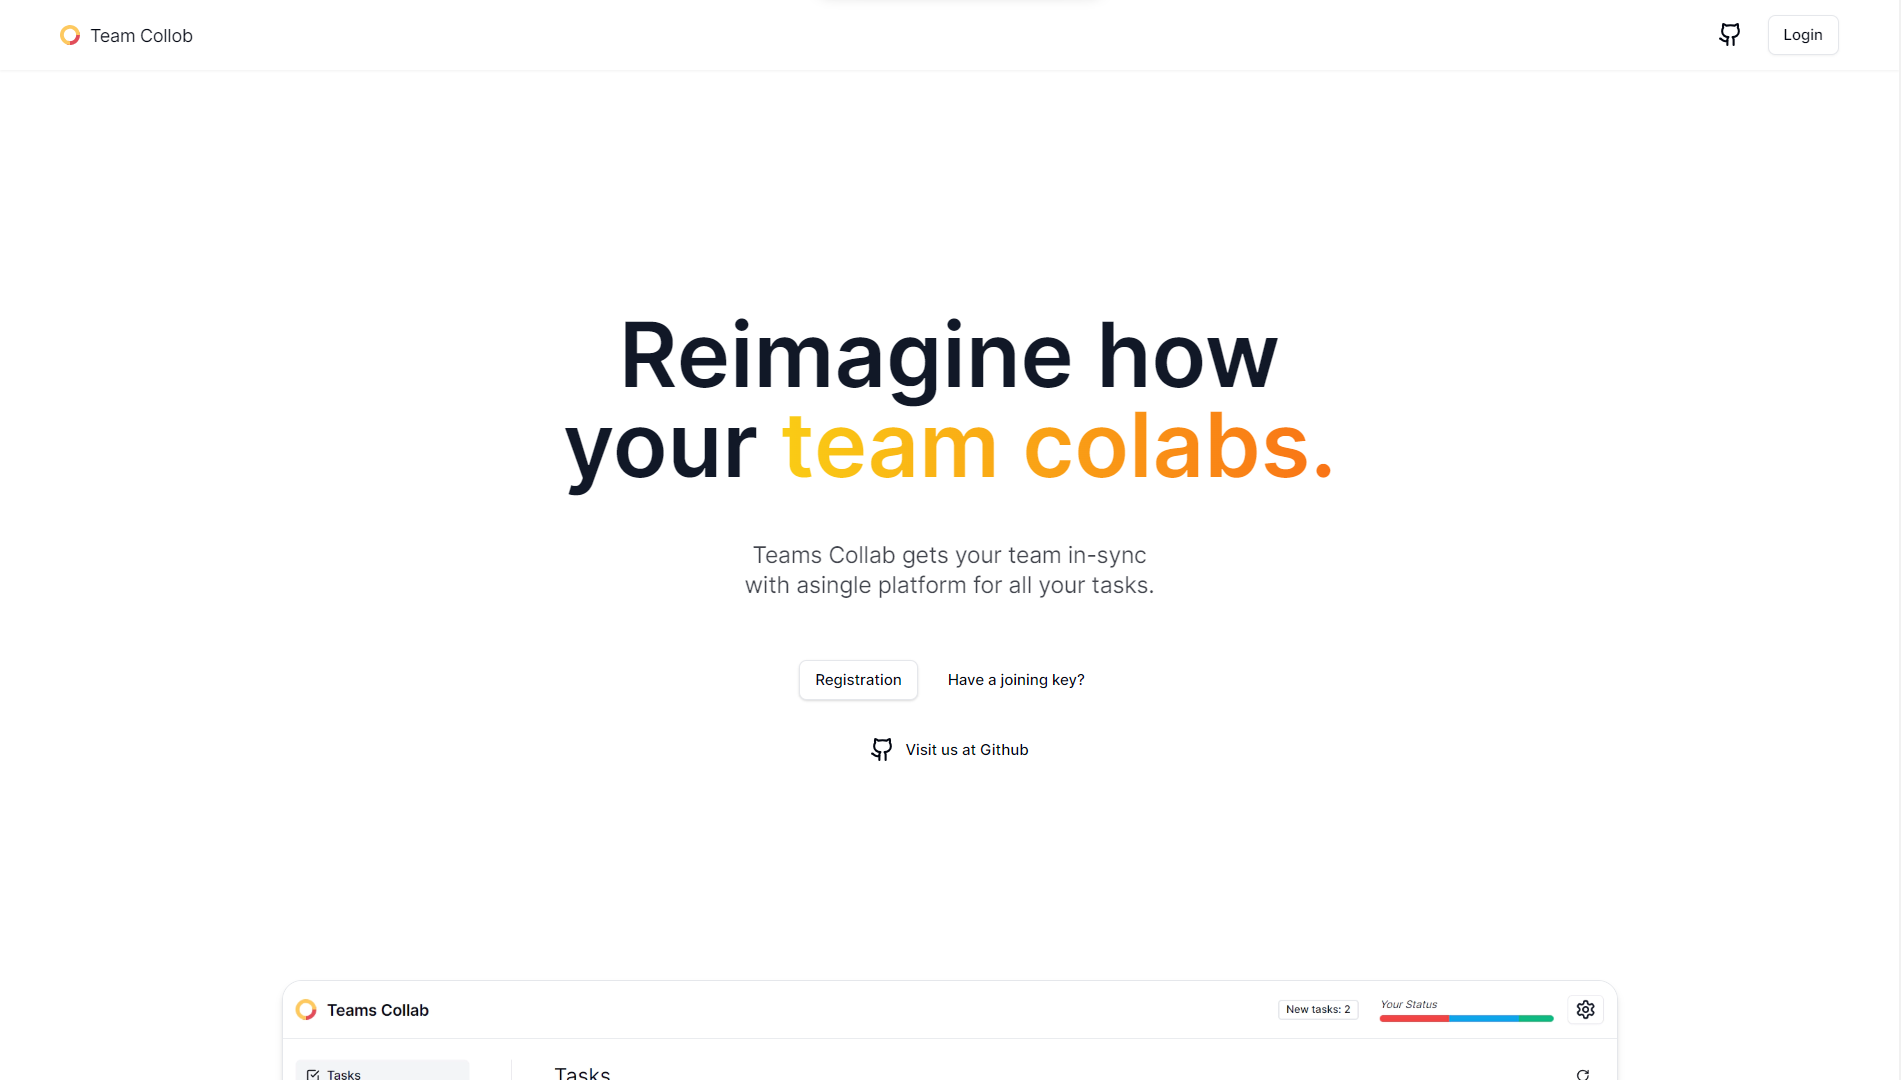 Team Collob
Login
Reimagine how
your team colabs.
Teams Collab gets your team in-sync
with asingle platform for all your tasks.
Registration
Have a joining key?
Visit us at Github
Teams Collab
New tasks: 2
Your Status
Tasks
Tasks